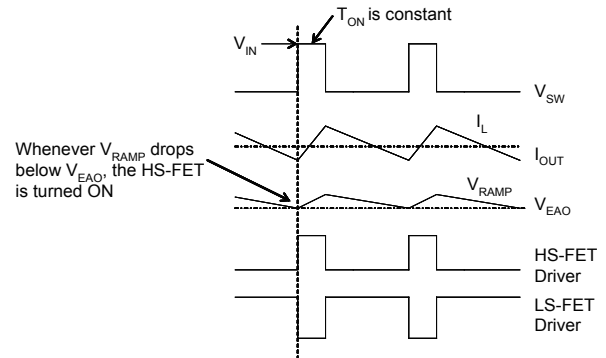 T_ON is constant
V_IN
V_SW
I_L
I_OUT
Whenever V_RAMP drops
below V_EAO, the HS-FET
is turned ON
V_RAMP
V_EAO
HS-FET
Driver
LS-FET
Driver